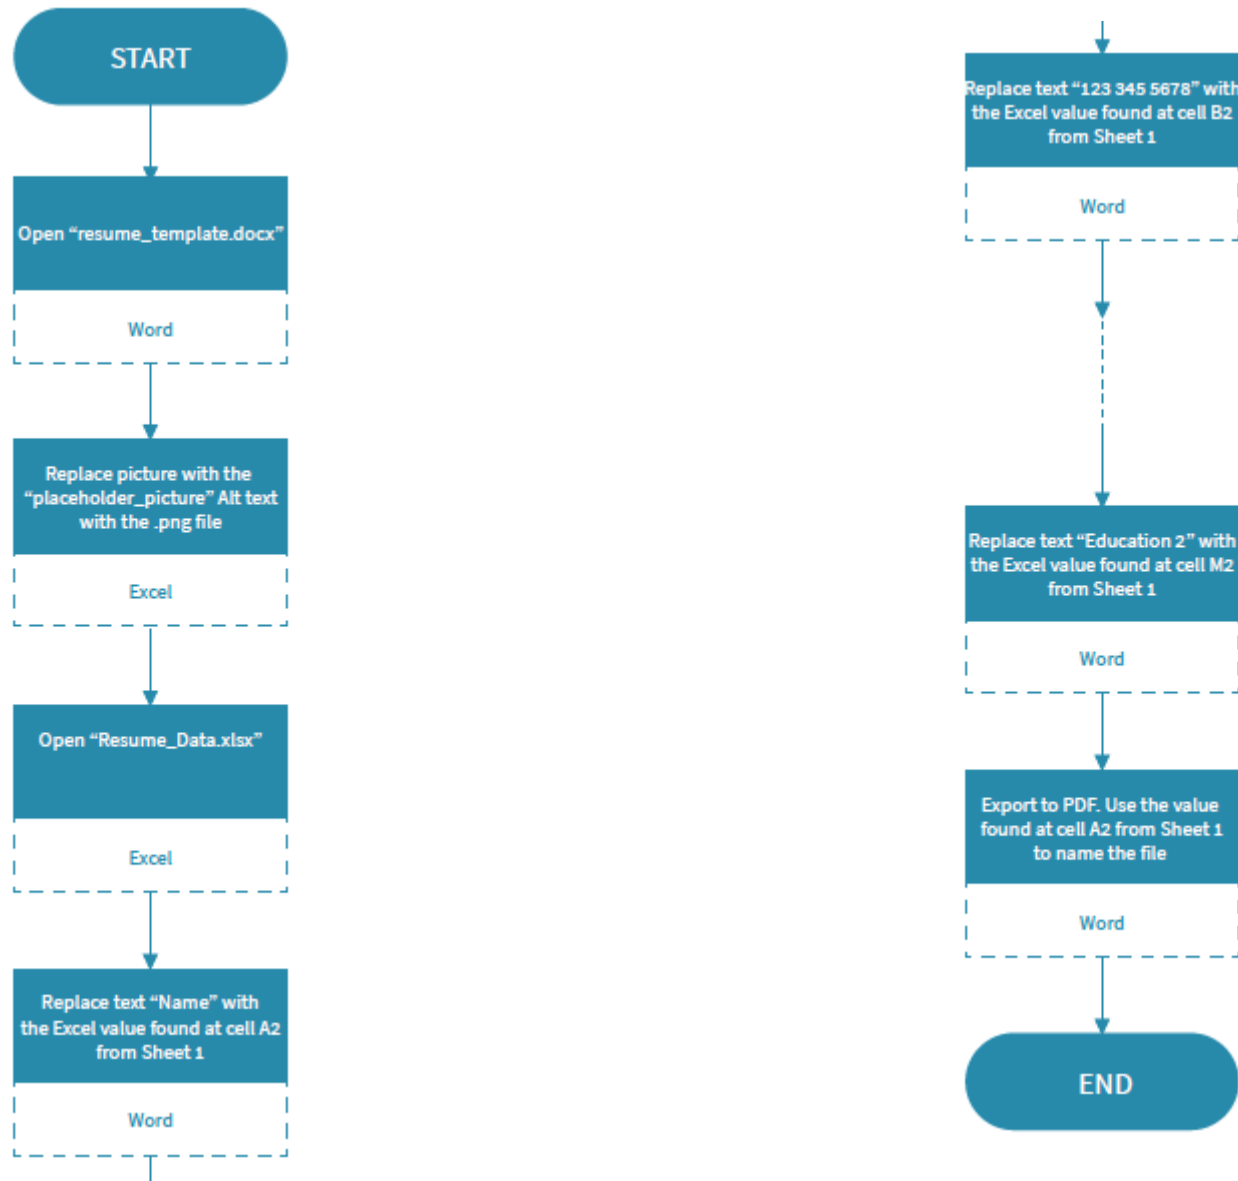 START
Open “resume_template.docx”
Word
Replace picture with the
“placeholder_picture” Alt text
with the .png file
Excel
Open “Resume_Data.xlsx”
Excel
Replace text “Name” with
the Excel value found at cell A2
from Sheet 1
Word
Replace text “123 345 5678” with
the Excel value found at cell B2
from Sheet 1
Word
Replace text “Education 2” with
the Excel value found at cell M2
from Sheet 1
Word
Export to PDF. Use the value
found at cell A2 from Sheet 1
to name the file
Word
END